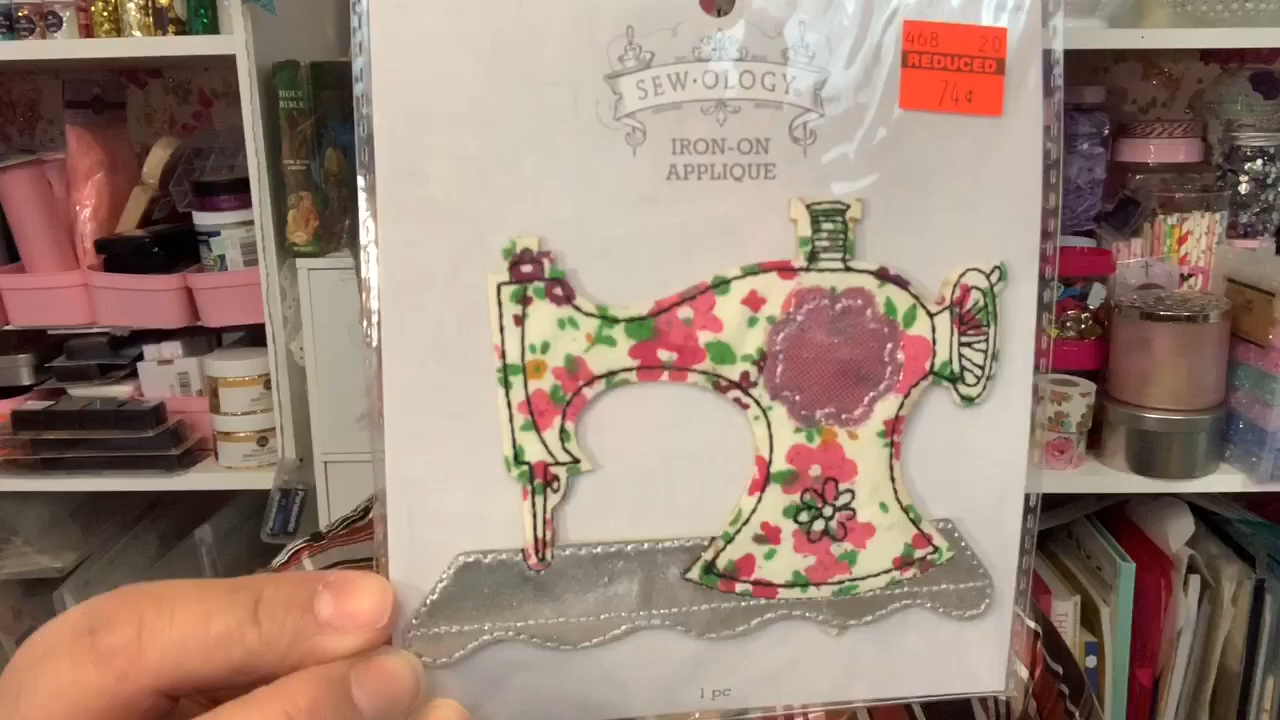 468 20
REDUCED
74¢
SEW•OLOGY
IRON-ON
APPLIQUE
1 pc
HOLY
BIBLE